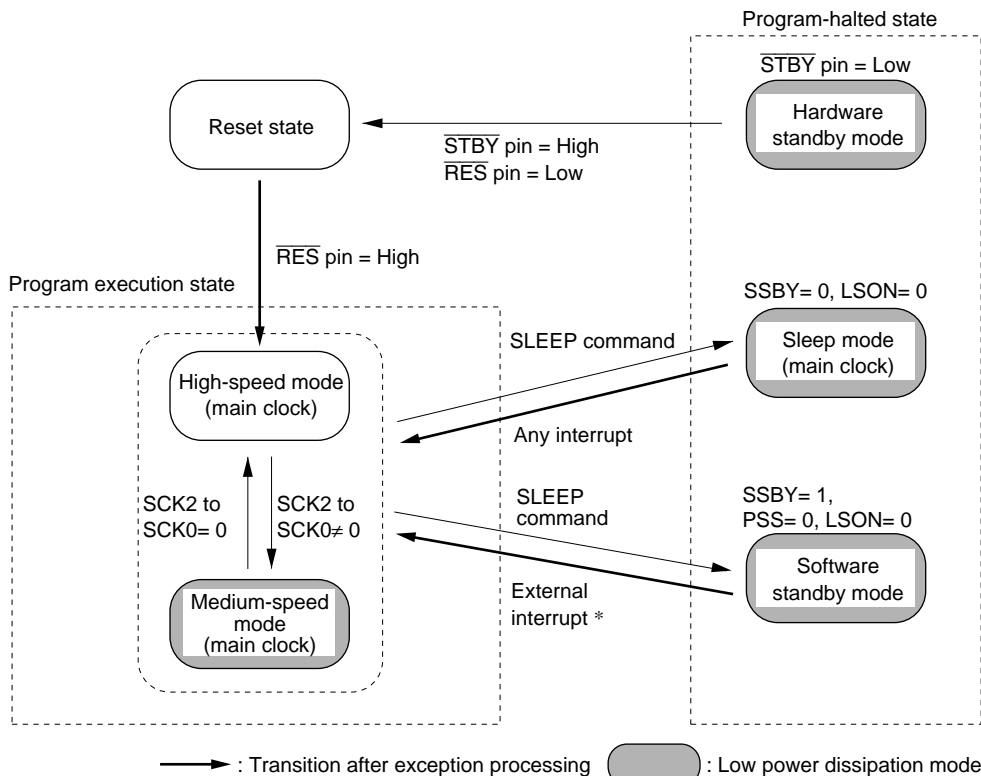 Program-halted state
STBY pin = Low
Hardware
standby mode
Reset state
STBY pin = High
RES pin = Low
RES pin = High
Program execution state
SSBY= 0, LSON= 0
Sleep mode
(main clock)
SLEEP command
High-speed mode
(main clock)
Any interrupt
SCK2 to
SCK0= 0
SCK2 to
SCK0≠ 0
SLEEP
command
SSBY= 1,
PSS= 0, LSON= 0
Software
standby mode
External
interrupt *
Medium-speed
mode
(main clock)
: Transition after exception processing
: Low power dissipation mode